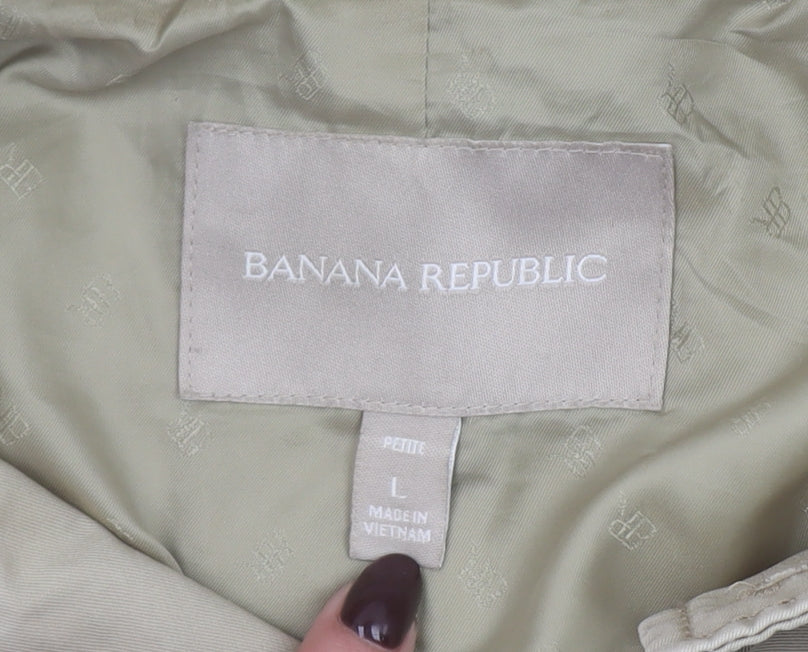 BANANA REPUBLIC
PETITE
L
MADE IN
VIETNAM